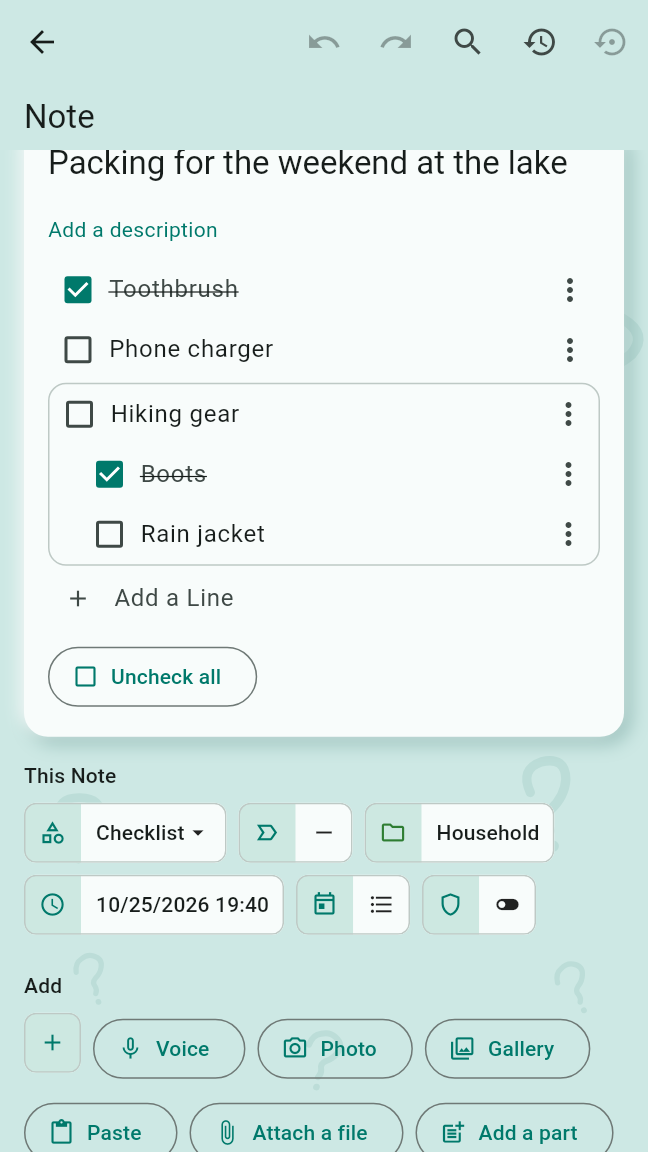 Note
Packing for the weekend at the lake
Add a description
Toothbrush
Phone charger
Hiking gear
Boots
Rain jacket
Add a Line
Uncheck all
This Note
Checklist
Household
10/25/2026 19:40
Add
Voice
Photo
Gallery
Paste
Attach a file
Add a part